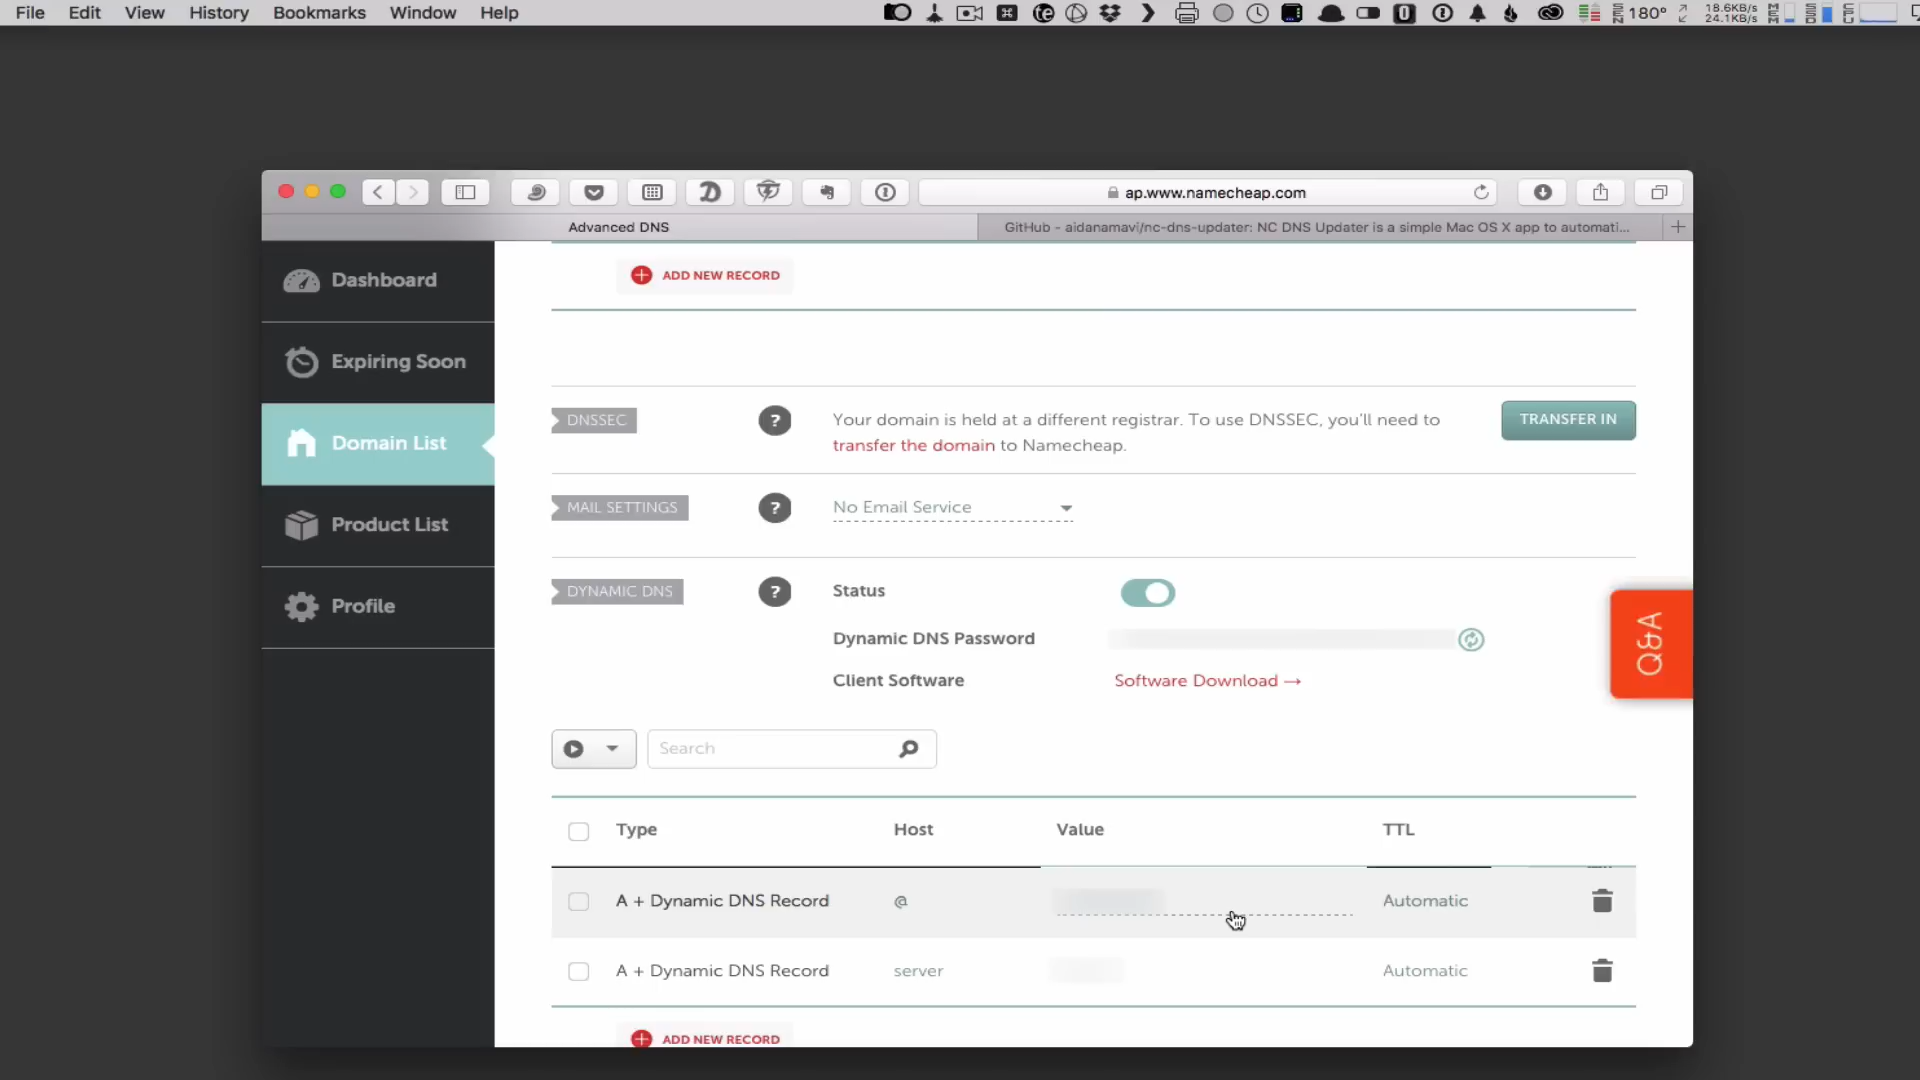 File Edit View History Bookmarks Window Help
180° 18.6KB/s
24.1KB/s
ap.www.namecheap.com
Advanced DNS
GitHub - aidanamavi/nc-dns-updater: NC DNS Updater is a simple Mac OS X app to automati...
Dashboard
Expiring Soon
Domain List
Product List
Profile
ADD NEW RECORD
DNSSEC
?
Your domain is held at a different registrar. To use DNSSEC, you'll need to
transfer the domain to Namecheap.
TRANSFER IN
MAIL SETTINGS
?
No Email Service
DYNAMIC DNS
?
Status
Dynamic DNS Password
Client Software
Software Download →
Q&A
Search
Type Host Value TTL
A + Dynamic DNS Record @ Automatic
A + Dynamic DNS Record server Automatic
ADD NEW RECORD